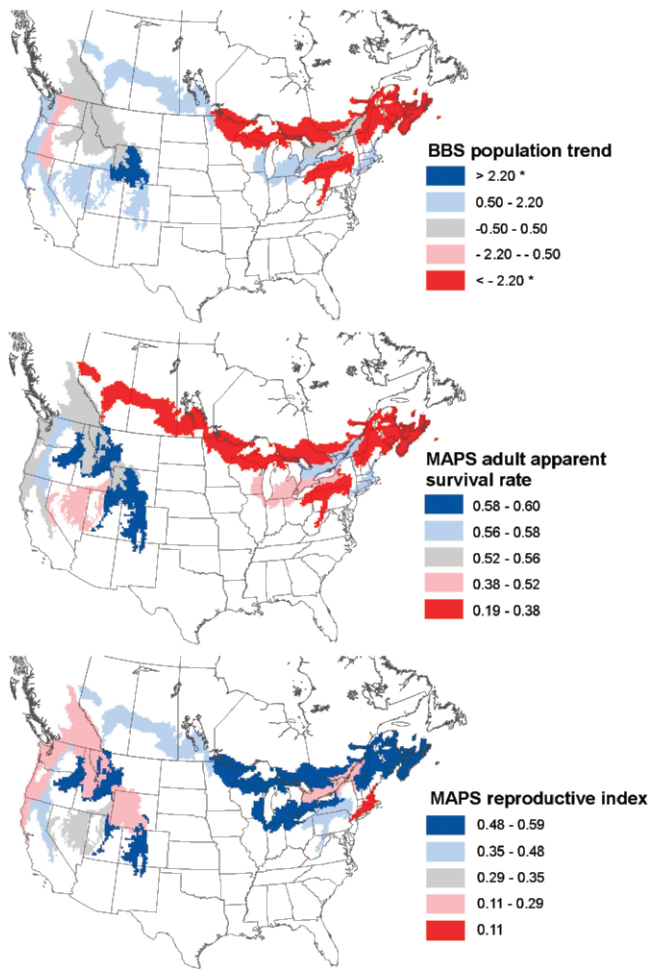 BBS population trend
> 2.20 *
0.50 - 2.20
-0.50 - 0.50
- 2.20 - - 0.50
< - 2.20 *
MAPS adult apparent
survival rate
0.58 - 0.60
0.56 - 0.58
0.52 - 0.56
0.38 - 0.52
0.19 - 0.38
MAPS reproductive index
0.48 - 0.59
0.35 - 0.48
0.29 - 0.35
0.11 - 0.29
0.11